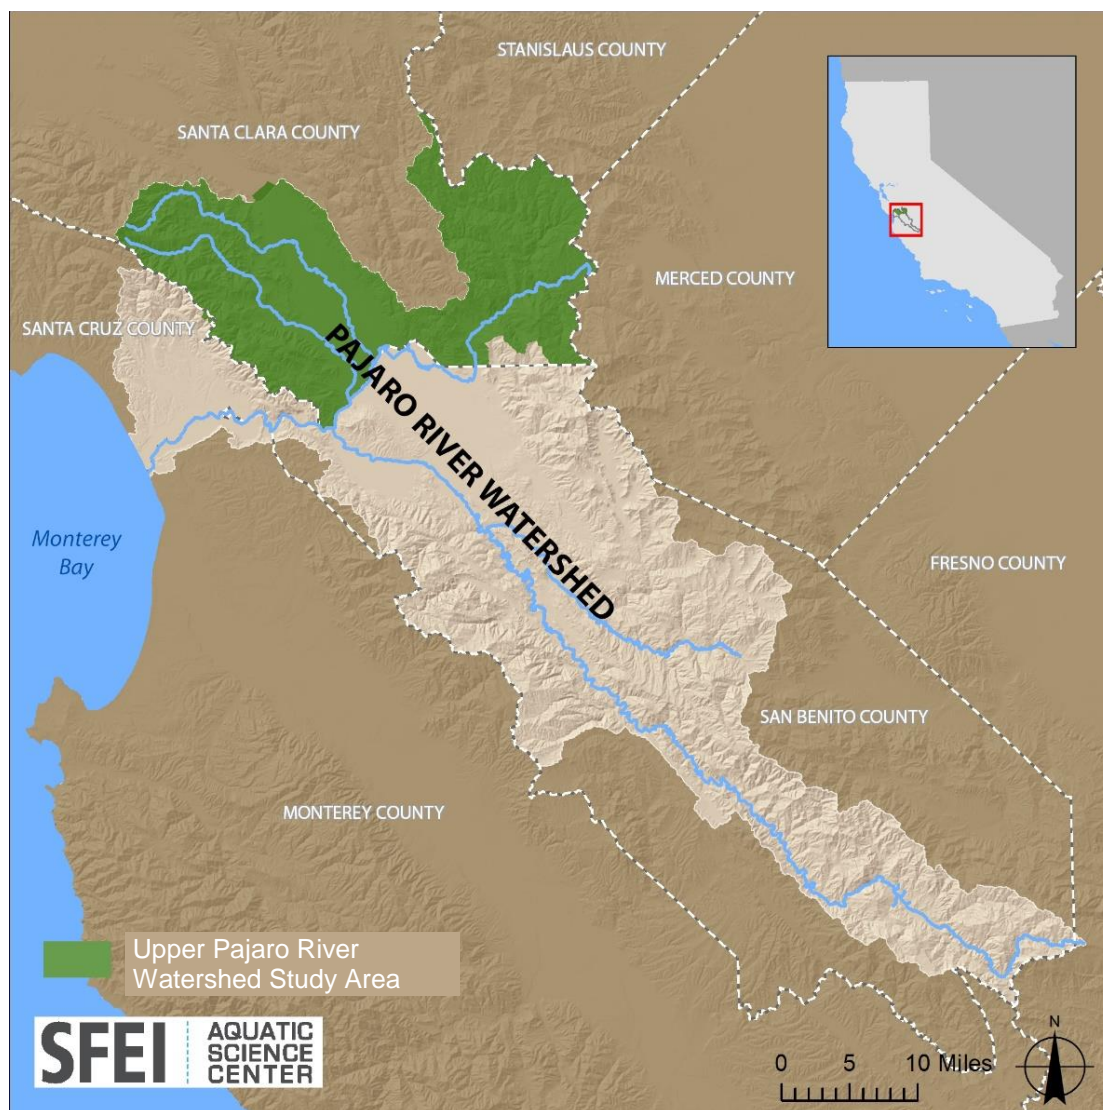 STANISLAUS COUNTY
SANTA CLARA COUNTY
MERCED COUNTY
SANTA CRUZ COUNTY
PAJARO RIVER WATERSHED
Monterey
Bay
FRESNO COUNTY
SAN BENITO COUNTY
MONTEREY COUNTY
Upper Pajaro River
Watershed Study Area
SFEI
AQUATIC
SCIENCE
CENTER
0 5 10 Miles
N